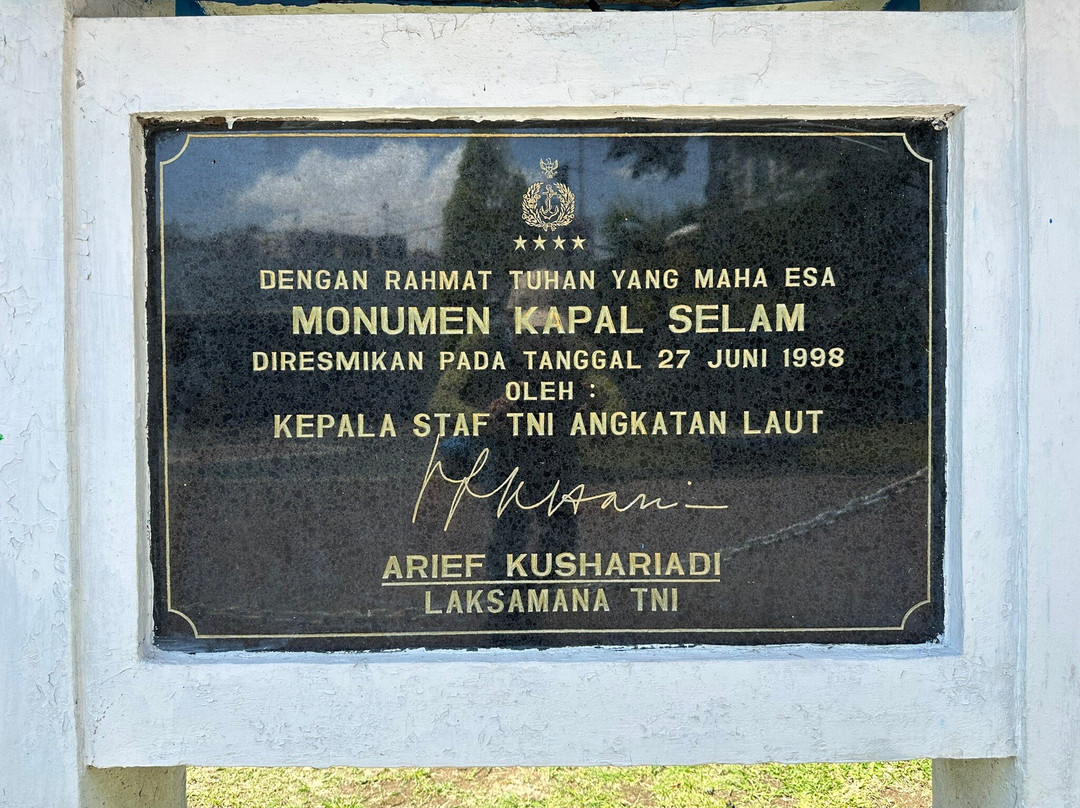 DENGAN RAHMAT TUHAN YANG MAHA ESA
MONUMEN KAPAL SELAM
DIRESMIKAN PADA TANGGAL 27 JUNI 1998
OLEH :
KEPALA STAF TNI ANGKATAN LAUT
ARIEF KUSHARIADI
LAKSAMANA TNI